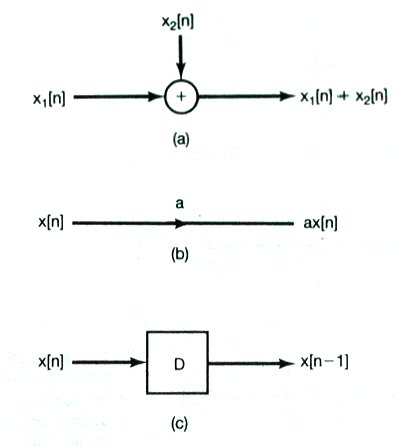 x₂[n]
x₁[n] + x₁[n] + x₂[n]
(a)
a
x[n] ax[n]
(b)
x[n] D x[n−1]
(c)